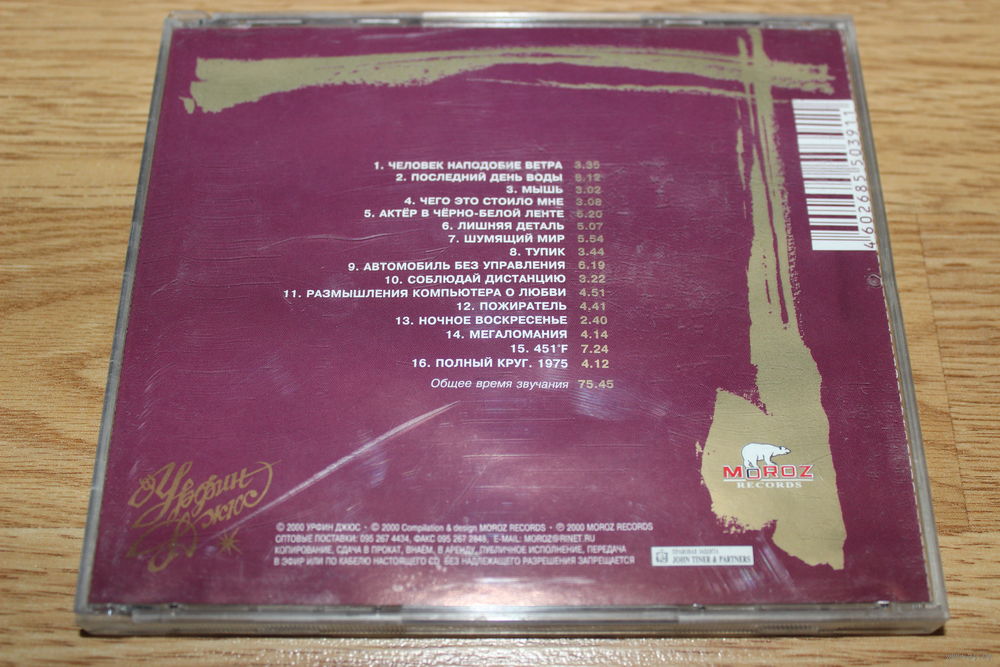 1. ЧЕЛОВЕК НАПОДОБИЕ ВЕТРА 3.35
2. ПОСЛЕДНИЙ ДЕНЬ ВОДЫ 5.12
3. МЫШЬ 3.02
4. ЧЕГО ЭТО СТОИЛО МНЕ 3.08
5. АКТЁР В ЧЁРНО-БЕЛОЙ ЛЕНТЕ 5.20
6. ЛИШНЯЯ ДЕТАЛЬ 5.07
7. ШУМЯЩИЙ МИР 5.54
8. ТУПИК 3.44
9. АВТОМОБИЛЬ БЕЗ УПРАВЛЕНИЯ 6.19
10. СОБЛЮДАЙ ДИСТАНЦИЮ 3.22
11. РАЗМЫШЛЕНИЯ КОМПЬЮТЕРА О ЛЮБВИ 4.51
12. ПОЖИРАТЕЛЬ 4.41
13. НОЧНОЕ ВОСКРЕСЕНЬЕ 2.40
14. МЕГАЛОМАНИЯ 4.14
15. 451°F 7.24
16. ПОЛНЫЙ КРУГ. 1975 4.12
Общее время звучания 75.45
4 602685 503911
MOROZ
RECORDS
Урфин
Джюс
© 2000 УРФИН ДЖЮС · © 2000 Compilation & design MOROZ RECORDS · ℗ 2000 MOROZ RECORDS
ОПТОВЫЕ ПОСТАВКИ: 095 267 4434, ФАКС 095 267 2848, E-MAIL: MOROZ@RINET.RU
КОПИРОВАНИЕ, СДАЧА В ПРОКАТ, ВНАЕМ, В АРЕНДУ, ПУБЛИЧНОЕ ИСПОЛНЕНИЕ, ПЕРЕДАЧА
В ЭФИР ИЛИ ПО КАБЕЛЮ НАСТОЯЩЕГО CD, БЕЗ НАДЛЕЖАЩЕГО РАЗРЕШЕНИЯ ЗАПРЕЩАЕТСЯ
ПРАВОВАЯ ЗАЩИТА
JOHN TINER & PARTNERS